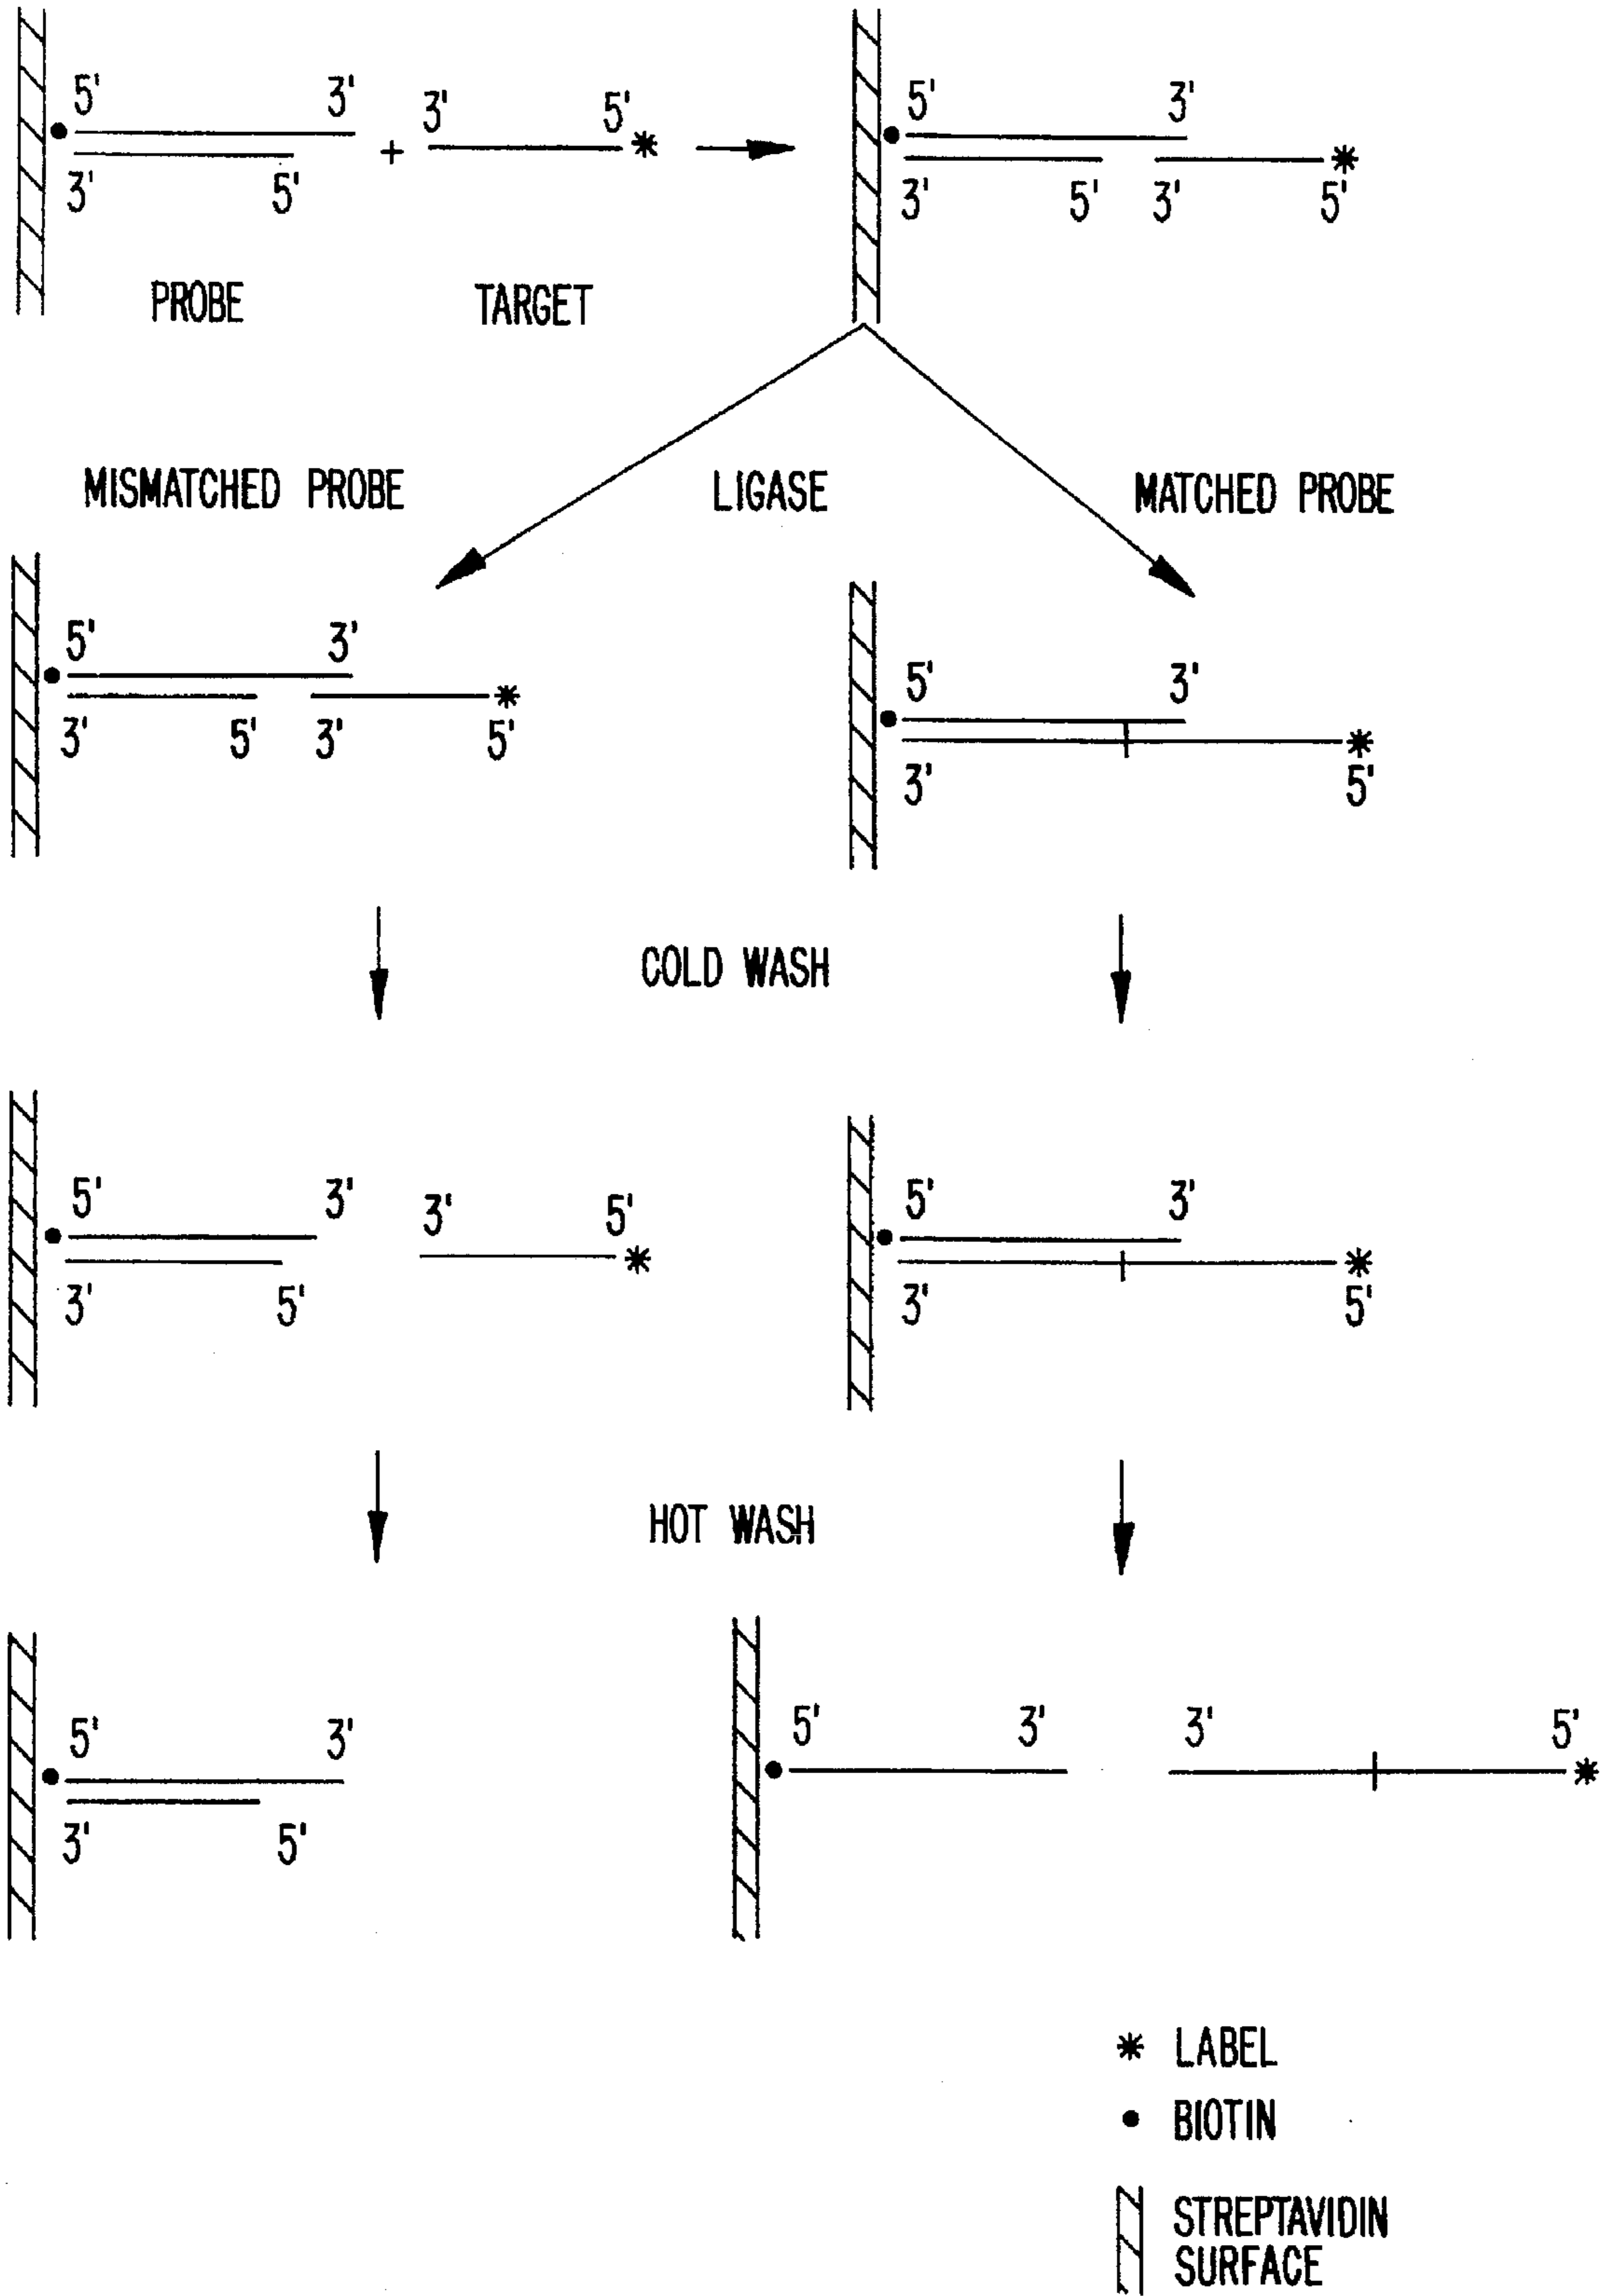 5' 3' 3' 5' 5' 3'
+
3' 5' 3' 5' 3' 5'
PROBE TARGET
MISMATCHED PROBE LIGASE MATCHED PROBE
5' 3' 5' 3'
3' 5' 3' 5' 3' 5'
COLD WASH
5' 3' 3' 5' 5' 3'
3' 5' 3' 5'
HOT WASH
5' 3' 5' 3' 3' 5'
3' 5'
* LABEL
• BIOTIN
STREPTAVIDIN
SURFACE